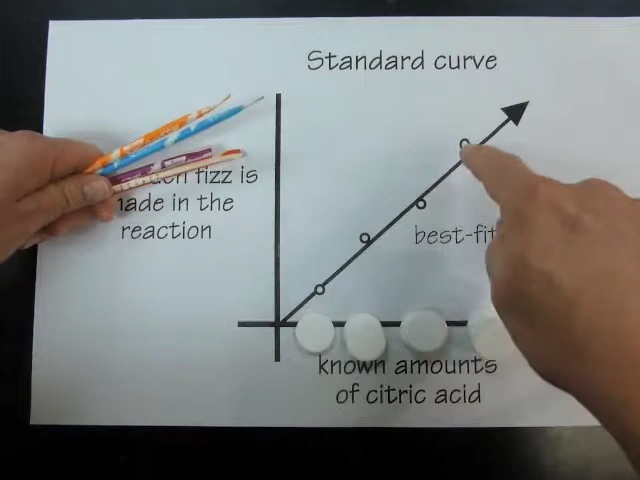 Standard curve
fizz is
made in the
reaction
best-fit
known amounts
of citric acid